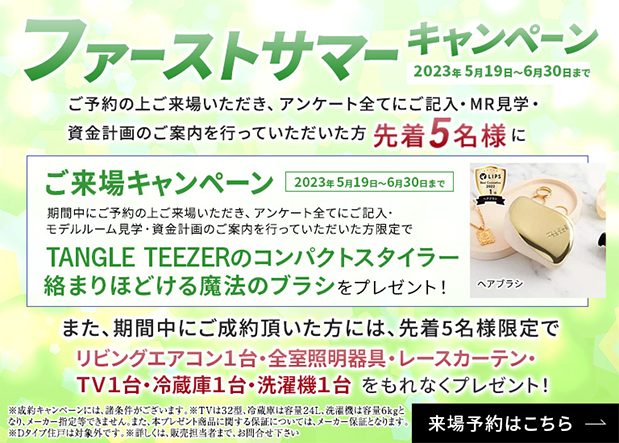 ファーストサマーキャンペーン
2023年 5月19日～6月30日まで
ご予約の上ご来場いただき、アンケート全てにご記入・MR見学・
資金計画のご案内を行っていただいた方 先着5名様に
ご来場キャンペーン 2023年 5月19日～6月30日まで
期間中にご予約の上ご来場いただき、アンケート全てにご記入・
モデルルーム見学・資金計画のご案内を行っていただいた方限定で
TANGLE TEEZERのコンパクトスタイラー
絡まりほどける魔法のブラシをプレゼント！
LIPS
ヘアブラシ
また、期間中にご成約頂いた方には、先着5名様限定で
リビングエアコン1台・全室照明器具・レースカーテン・
TV1台・冷蔵庫1台・洗濯機1台 をもれなくプレゼント！
※成約キャンペーンには、諸条件がございます。※TVは32型、冷蔵庫は容量24L、洗濯機は容量6kgと
なり、メーカー指定等できません。また、本プレゼント商品に関する保証については、メーカー保証となります。
※Dタイプ住戸は対象外です。※詳しくは、販売担当者まで、お問合せ下さい
来場予約はこちら →